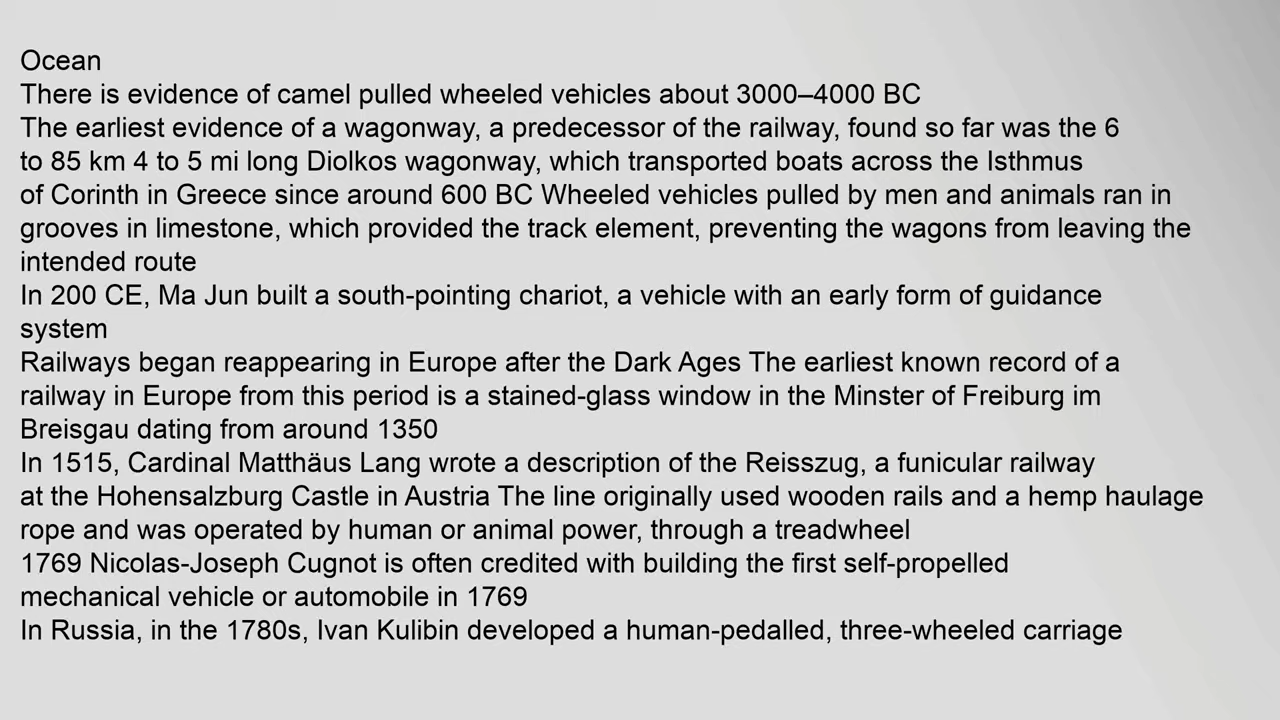 Ocean
There is evidence of camel pulled wheeled vehicles about 3000–4000 BC
The earliest evidence of a wagonway, a predecessor of the railway, found so far was the 6
to 85 km 4 to 5 mi long Diolkos wagonway, which transported boats across the Isthmus
of Corinth in Greece since around 600 BC Wheeled vehicles pulled by men and animals ran in
grooves in limestone, which provided the track element, preventing the wagons from leaving the
intended route
In 200 CE, Ma Jun built a south-pointing chariot, a vehicle with an early form of guidance
system
Railways began reappearing in Europe after the Dark Ages The earliest known record of a
railway in Europe from this period is a stained-glass window in the Minster of Freiburg im
Breisgau dating from around 1350
In 1515, Cardinal Matthäus Lang wrote a description of the Reisszug, a funicular railway
at the Hohensalzburg Castle in Austria The line originally used wooden rails and a hemp haulage
rope and was operated by human or animal power, through a treadwheel
1769 Nicolas-Joseph Cugnot is often credited with building the first self-propelled
mechanical vehicle or automobile in 1769
In Russia, in the 1780s, Ivan Kulibin developed a human-pedalled, three-wheeled carriage